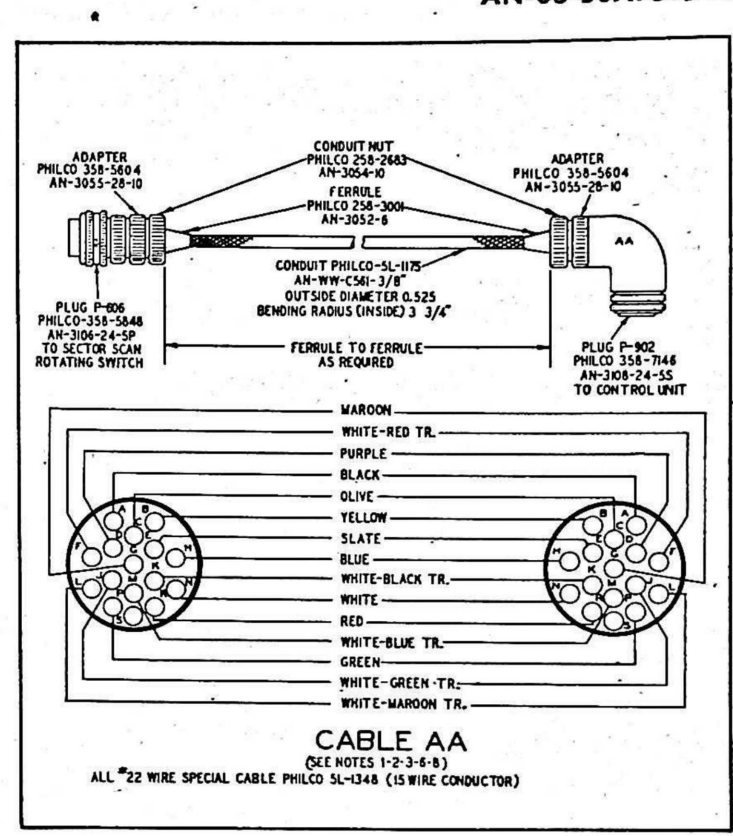 ADAPTER
PHILCO 358-5604
AN-3055-28-10
CONDUIT NUT
PHILCO 258-2683
AN-3054-10
FERRULE
PHILCO 258-3001
AN-3052-6
ADAPTER
PHILCO 358-5604
AN-3055-28-10
AA
CONDUIT PHILCO-5L-1175
AN-WW-C561-3/8"
OUTSIDE DIAMETER 0.525
BENDING RADIUS (INSIDE) 3 3/4"
PLUG P-606
PHILCO-358-5848
AN-3106-24-5P
TO SECTOR SCAN
ROTATING SWITCH
FERRULE TO FERRULE
AS REQUIRED
PLUG P-902
PHILCO 358-7146
AN-3108-24-5S
TO CONTROL UNIT
MAROON
WHITE-RED TR.
PURPLE
BLACK
OLIVE
YELLOW
SLATE
BLUE
WHITE-BLACK TR.
WHITE
RED
WHITE-BLUE TR.
GREEN
WHITE-GREEN TR.
WHITE-MAROON TR.
A B
C
D E
F G H
K
L M N
P
S
B A
C
E D
H G F
K J
N M L
R P
S
CABLE AA
(SEE NOTES 1-2-3-6-8)
ALL #22 WIRE SPECIAL CABLE PHILCO 5L-1348 (15 WIRE CONDUCTOR)